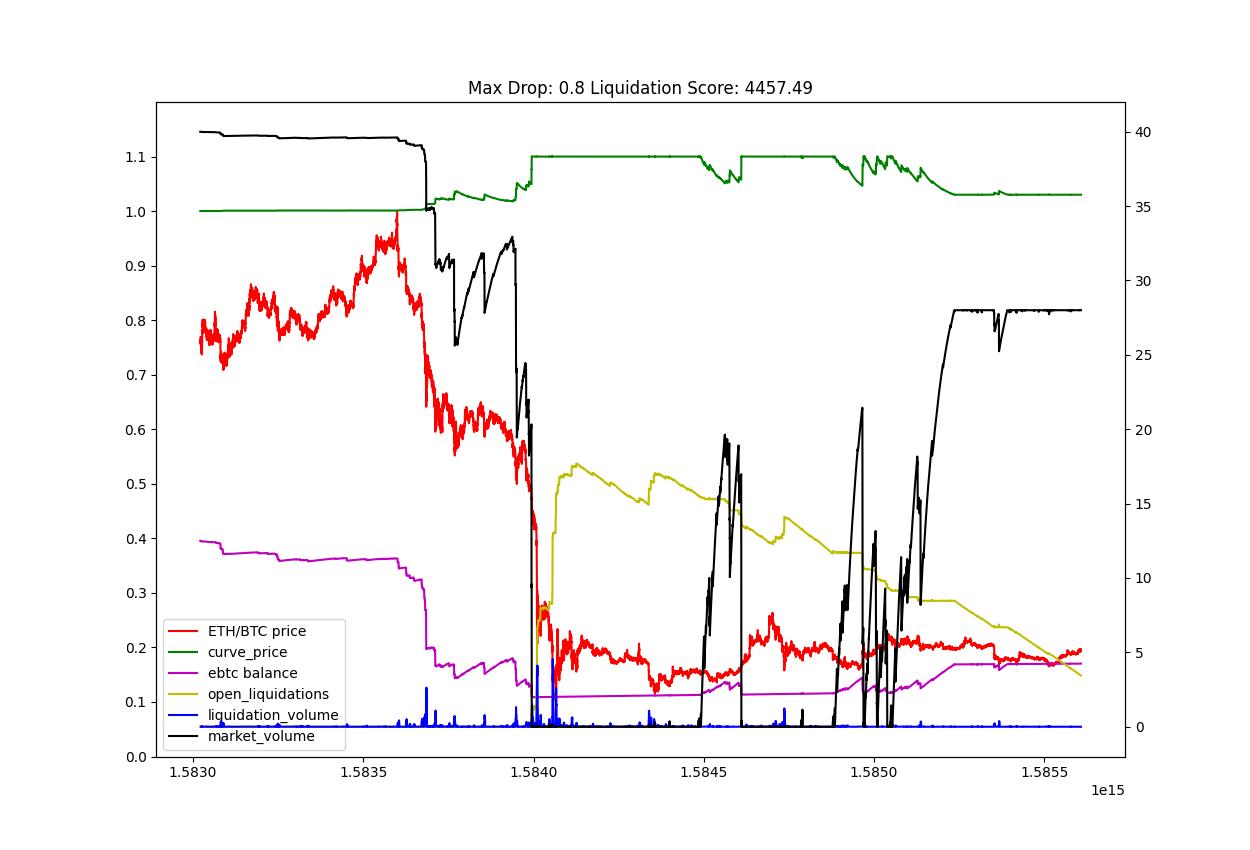 Max Drop: 0.8 Liquidation Score: 4457.49
1.1
1.0
0.9
0.8
0.7
0.6
0.5
0.4
0.3
0.2
0.1
0.0
40
35
30
25
20
15
10
5
0
ETH/BTC price
curve_price
ebtc balance
open_liquidations
liquidation_volume
market_volume
1.5830 1.5835 1.5840 1.5845 1.5850 1.5855
1e15